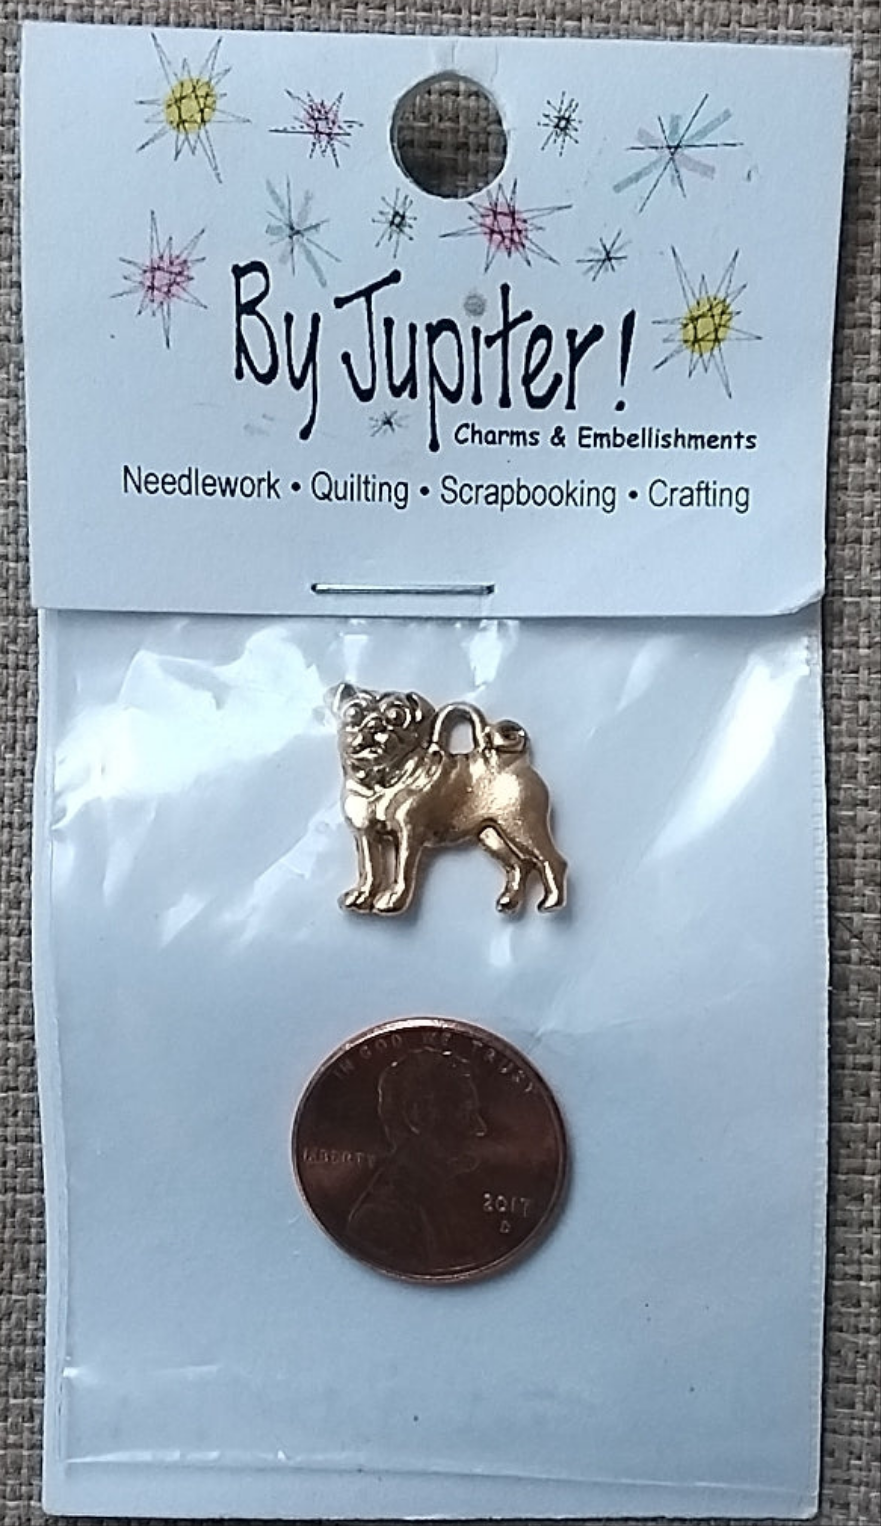 By Jupiter!
Charms & Embellishments
Needlework • Quilting • Scrapbooking • Crafting
IN GOD WE TRUST
LIBERTY
2017
D